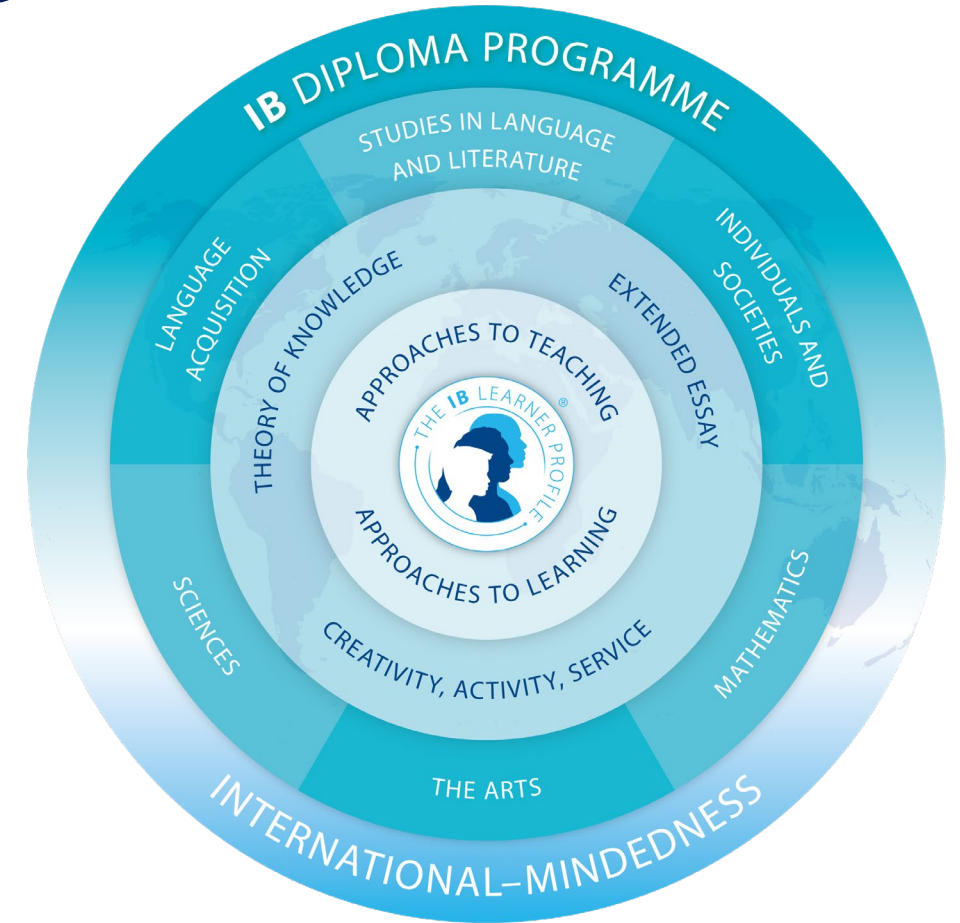 IB DIPLOMA PROGRAMME
STUDIES IN LANGUAGE
AND LITERATURE
LANGUAGE
ACQUISITION
INDIVIDUALS AND
SOCIETIES
THEORY OF KNOWLEDGE
EXTENDED ESSAY
APPROACHES TO TEACHING
THE IB LEARNER PROFILE ®
APPROACHES TO LEARNING
SCIENCES
MATHEMATICS
CREATIVITY, ACTIVITY, SERVICE
THE ARTS
INTERNATIONAL–MINDEDNESS